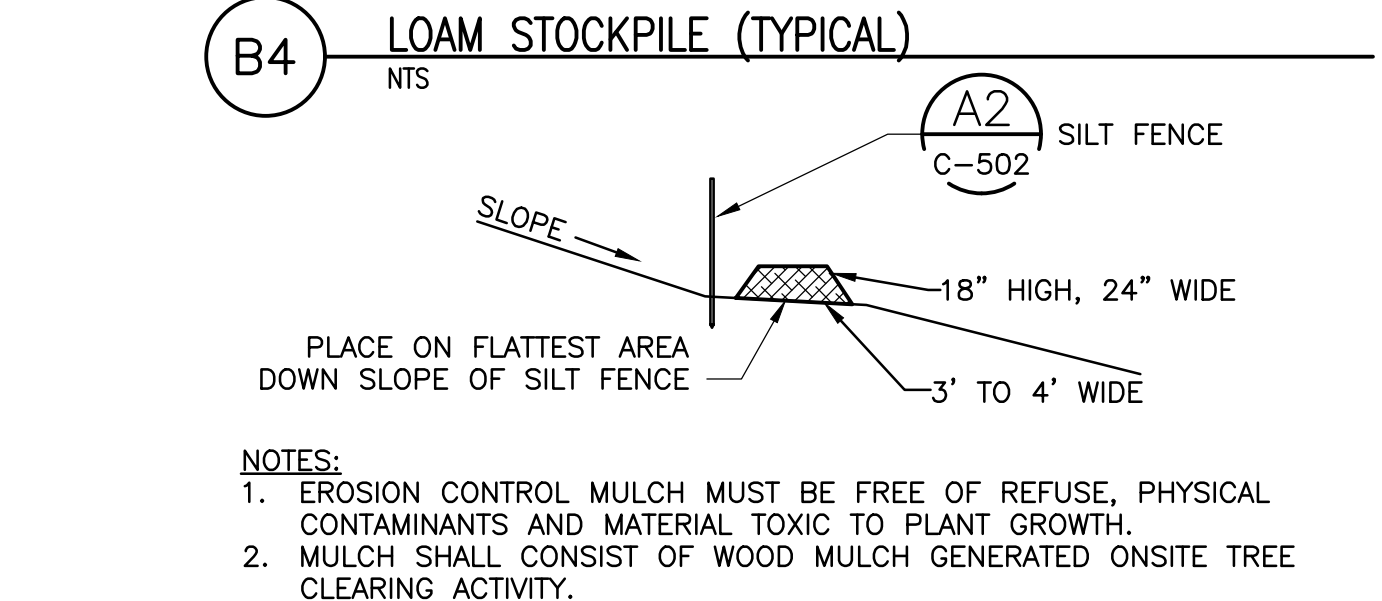 B4
LOAM STOCKPILE (TYPICAL)
NTS
A2
C-502
SILT FENCE
SLOPE
18” HIGH, 24” WIDE
PLACE ON FLATTEST AREA
DOWN SLOPE OF SILT FENCE
3’ TO 4’ WIDE
NOTES:
1. EROSION CONTROL MULCH MUST BE FREE OF REFUSE, PHYSICAL
CONTAMINANTS AND MATERIAL TOXIC TO PLANT GROWTH.
2. MULCH SHALL CONSIST OF WOOD MULCH GENERATED ONSITE TREE
CLEARING ACTIVITY.